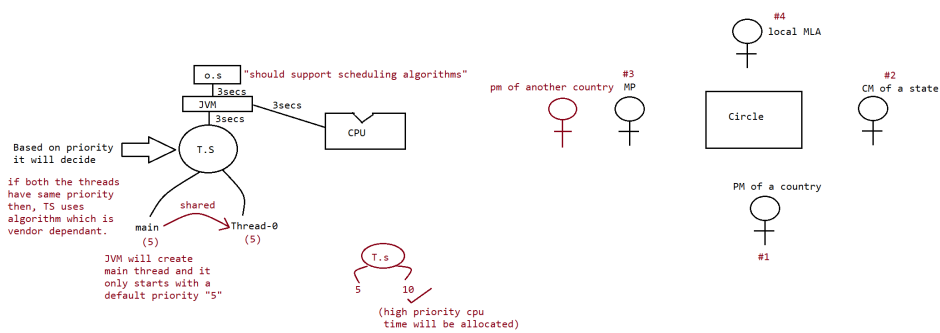 o.s
"should support scheduling algorithms"
3secs
JVM
3secs
3secs
CPU
Based on priority
it will decide
T.S
if both the threads
have same priority
then, TS uses
algorithm which is
vendor dependant.
shared
main
(5)
Thread-0
(5)
JVM will create
main thread and it
only starts with a
default priority "5"
T.s
5
10
(high priority cpu
time will be allocated)
#4
local MLA
pm of another country
#3
MP
Circle
#2
CM of a state
PM of a country
#1